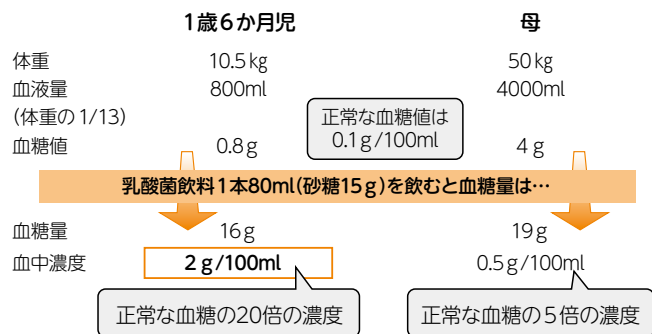 1歳6か月児 母
体重 10.5kg 50kg
血液量 800ml 4000ml
(体重の1/13)
正常な血糖値は
0.1g/100ml
血糖値 0.8g 4g
乳酸菌飲料1本80ml(砂糖15g)を飲むと血糖量は…
血糖量 16g 19g
血中濃度 2g/100ml 0.5g/100ml
正常な血糖の20倍の濃度 正常な血糖の5倍の濃度